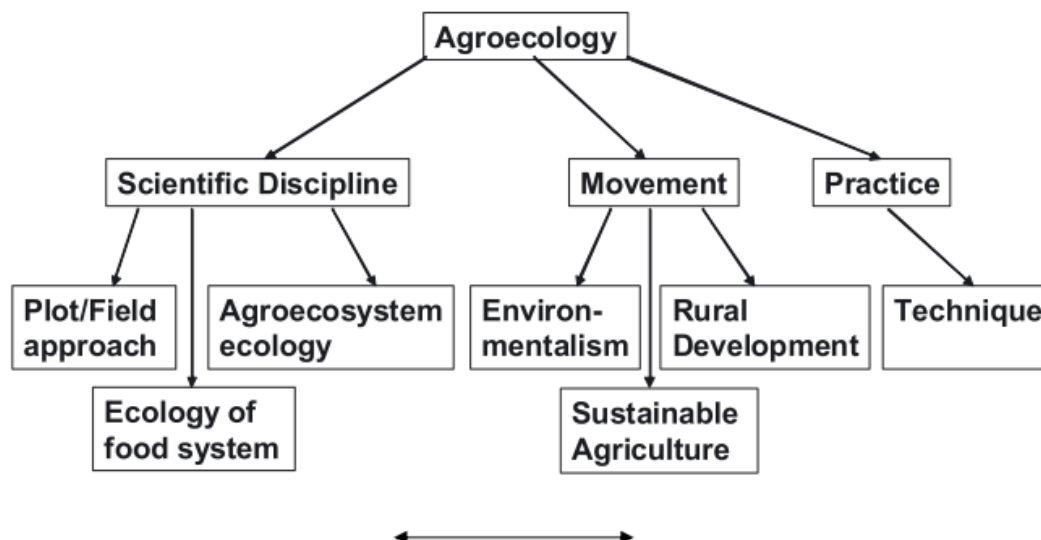 Agroecology
Scientific Discipline
Movement
Practice
Plot/Field
approach
Agroecosystem
ecology
Environ-
mentalism
Rural
Development
Technique
Ecology of
food system
Sustainable
Agriculture